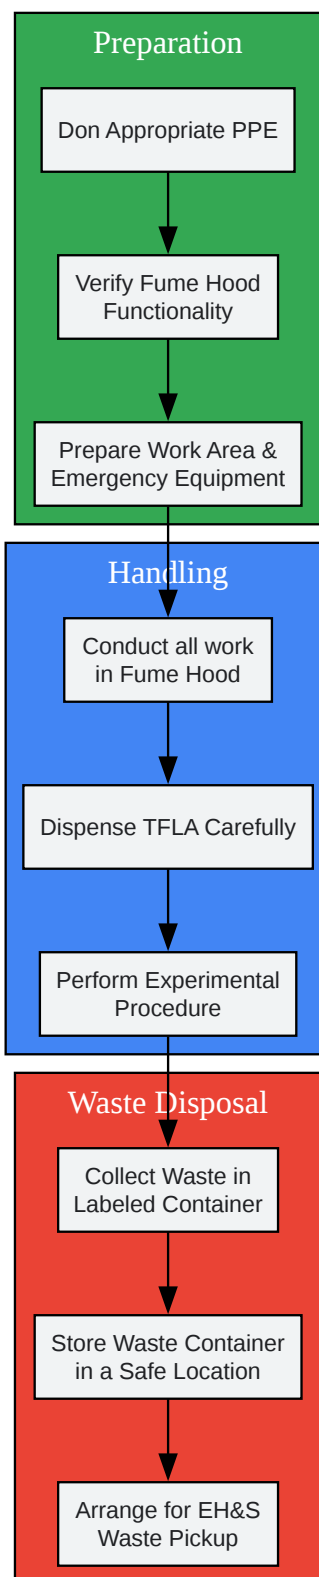 Preparation
Don Appropriate PPE
Verify Fume Hood
Functionality
Prepare Work Area &
Emergency Equipment
Handling
Conduct all work
in Fume Hood
Dispense TFLA Carefully
Perform Experimental
Procedure
Waste Disposal
Collect Waste in
Labeled Container
Store Waste Container
in a Safe Location
Arrange for EH&S
Waste Pickup